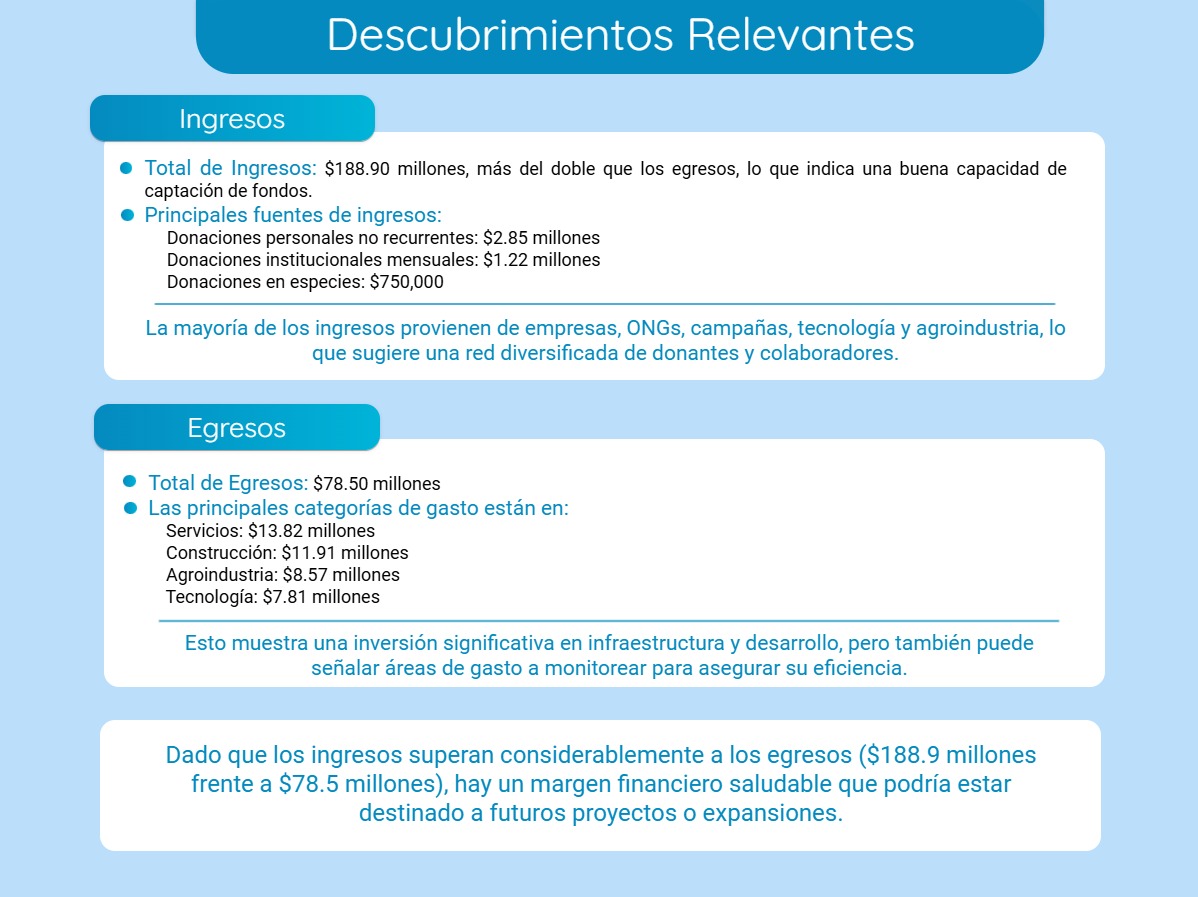 Descubrimientos Relevantes
Ingresos
Total de Ingresos: $188.90 millones, más del doble que los egresos, lo que indica una buena capacidad de
captación de fondos.
Principales fuentes de ingresos:
Donaciones personales no recurrentes: $2.85 millones
Donaciones institucionales mensuales: $1.22 millones
Donaciones en especies: $750,000
La mayoría de los ingresos provienen de empresas, ONGs, campañas, tecnología y agroindustria, lo
que sugiere una red diversificada de donantes y colaboradores.
Egresos
Total de Egresos: $78.50 millones
Las principales categorías de gasto están en:
Servicios: $13.82 millones
Construcción: $11.91 millones
Agroindustria: $8.57 millones
Tecnología: $7.81 millones
Esto muestra una inversión significativa en infraestructura y desarrollo, pero también puede
señalar áreas de gasto a monitorear para asegurar su eficiencia.
Dado que los ingresos superan considerablemente a los egresos ($188.9 millones
frente a $78.5 millones), hay un margen financiero saludable que podría estar
destinado a futuros proyectos o expansiones.